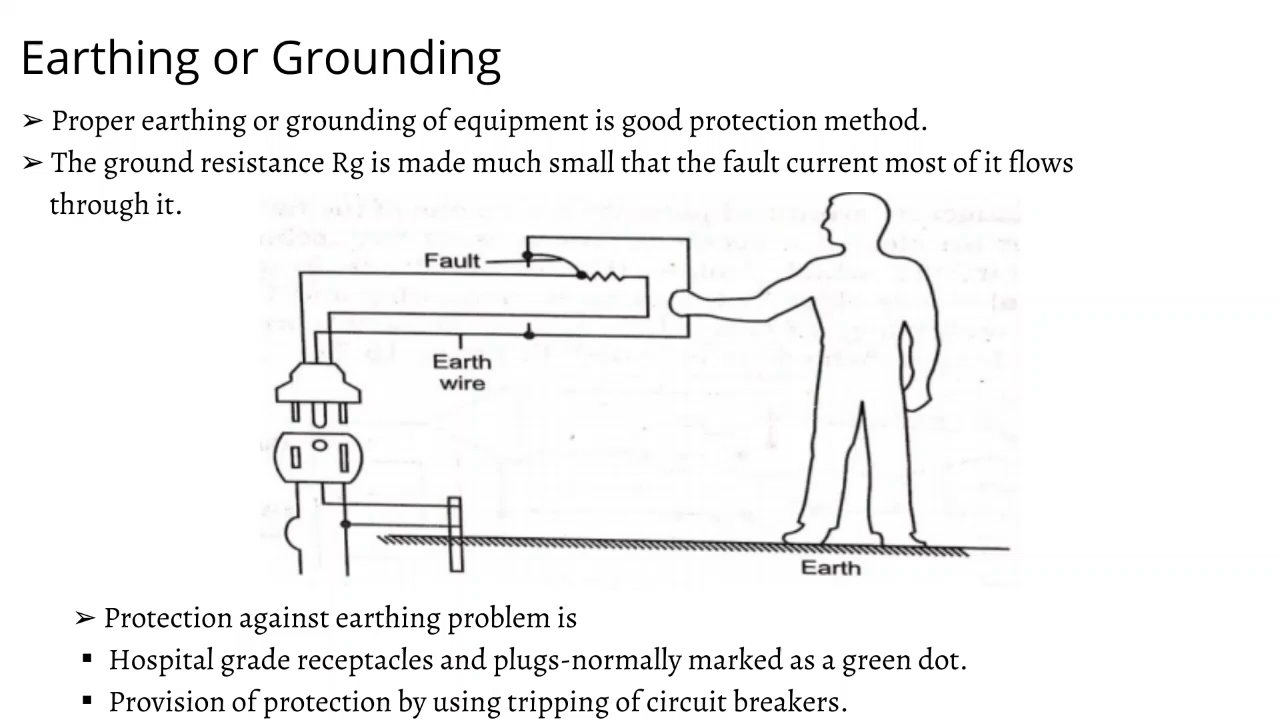 Earthing or Grounding
➢ Proper earthing or grounding of equipment is good protection method.
➢ The ground resistance Rg is made much small that the fault current most of it flows
through it.
Fault
Earth
wire
Earth
➢ Protection against earthing problem is
▪ Hospital grade receptacles and plugs-normally marked as a green dot.
▪ Provision of protection by using tripping of circuit breakers.